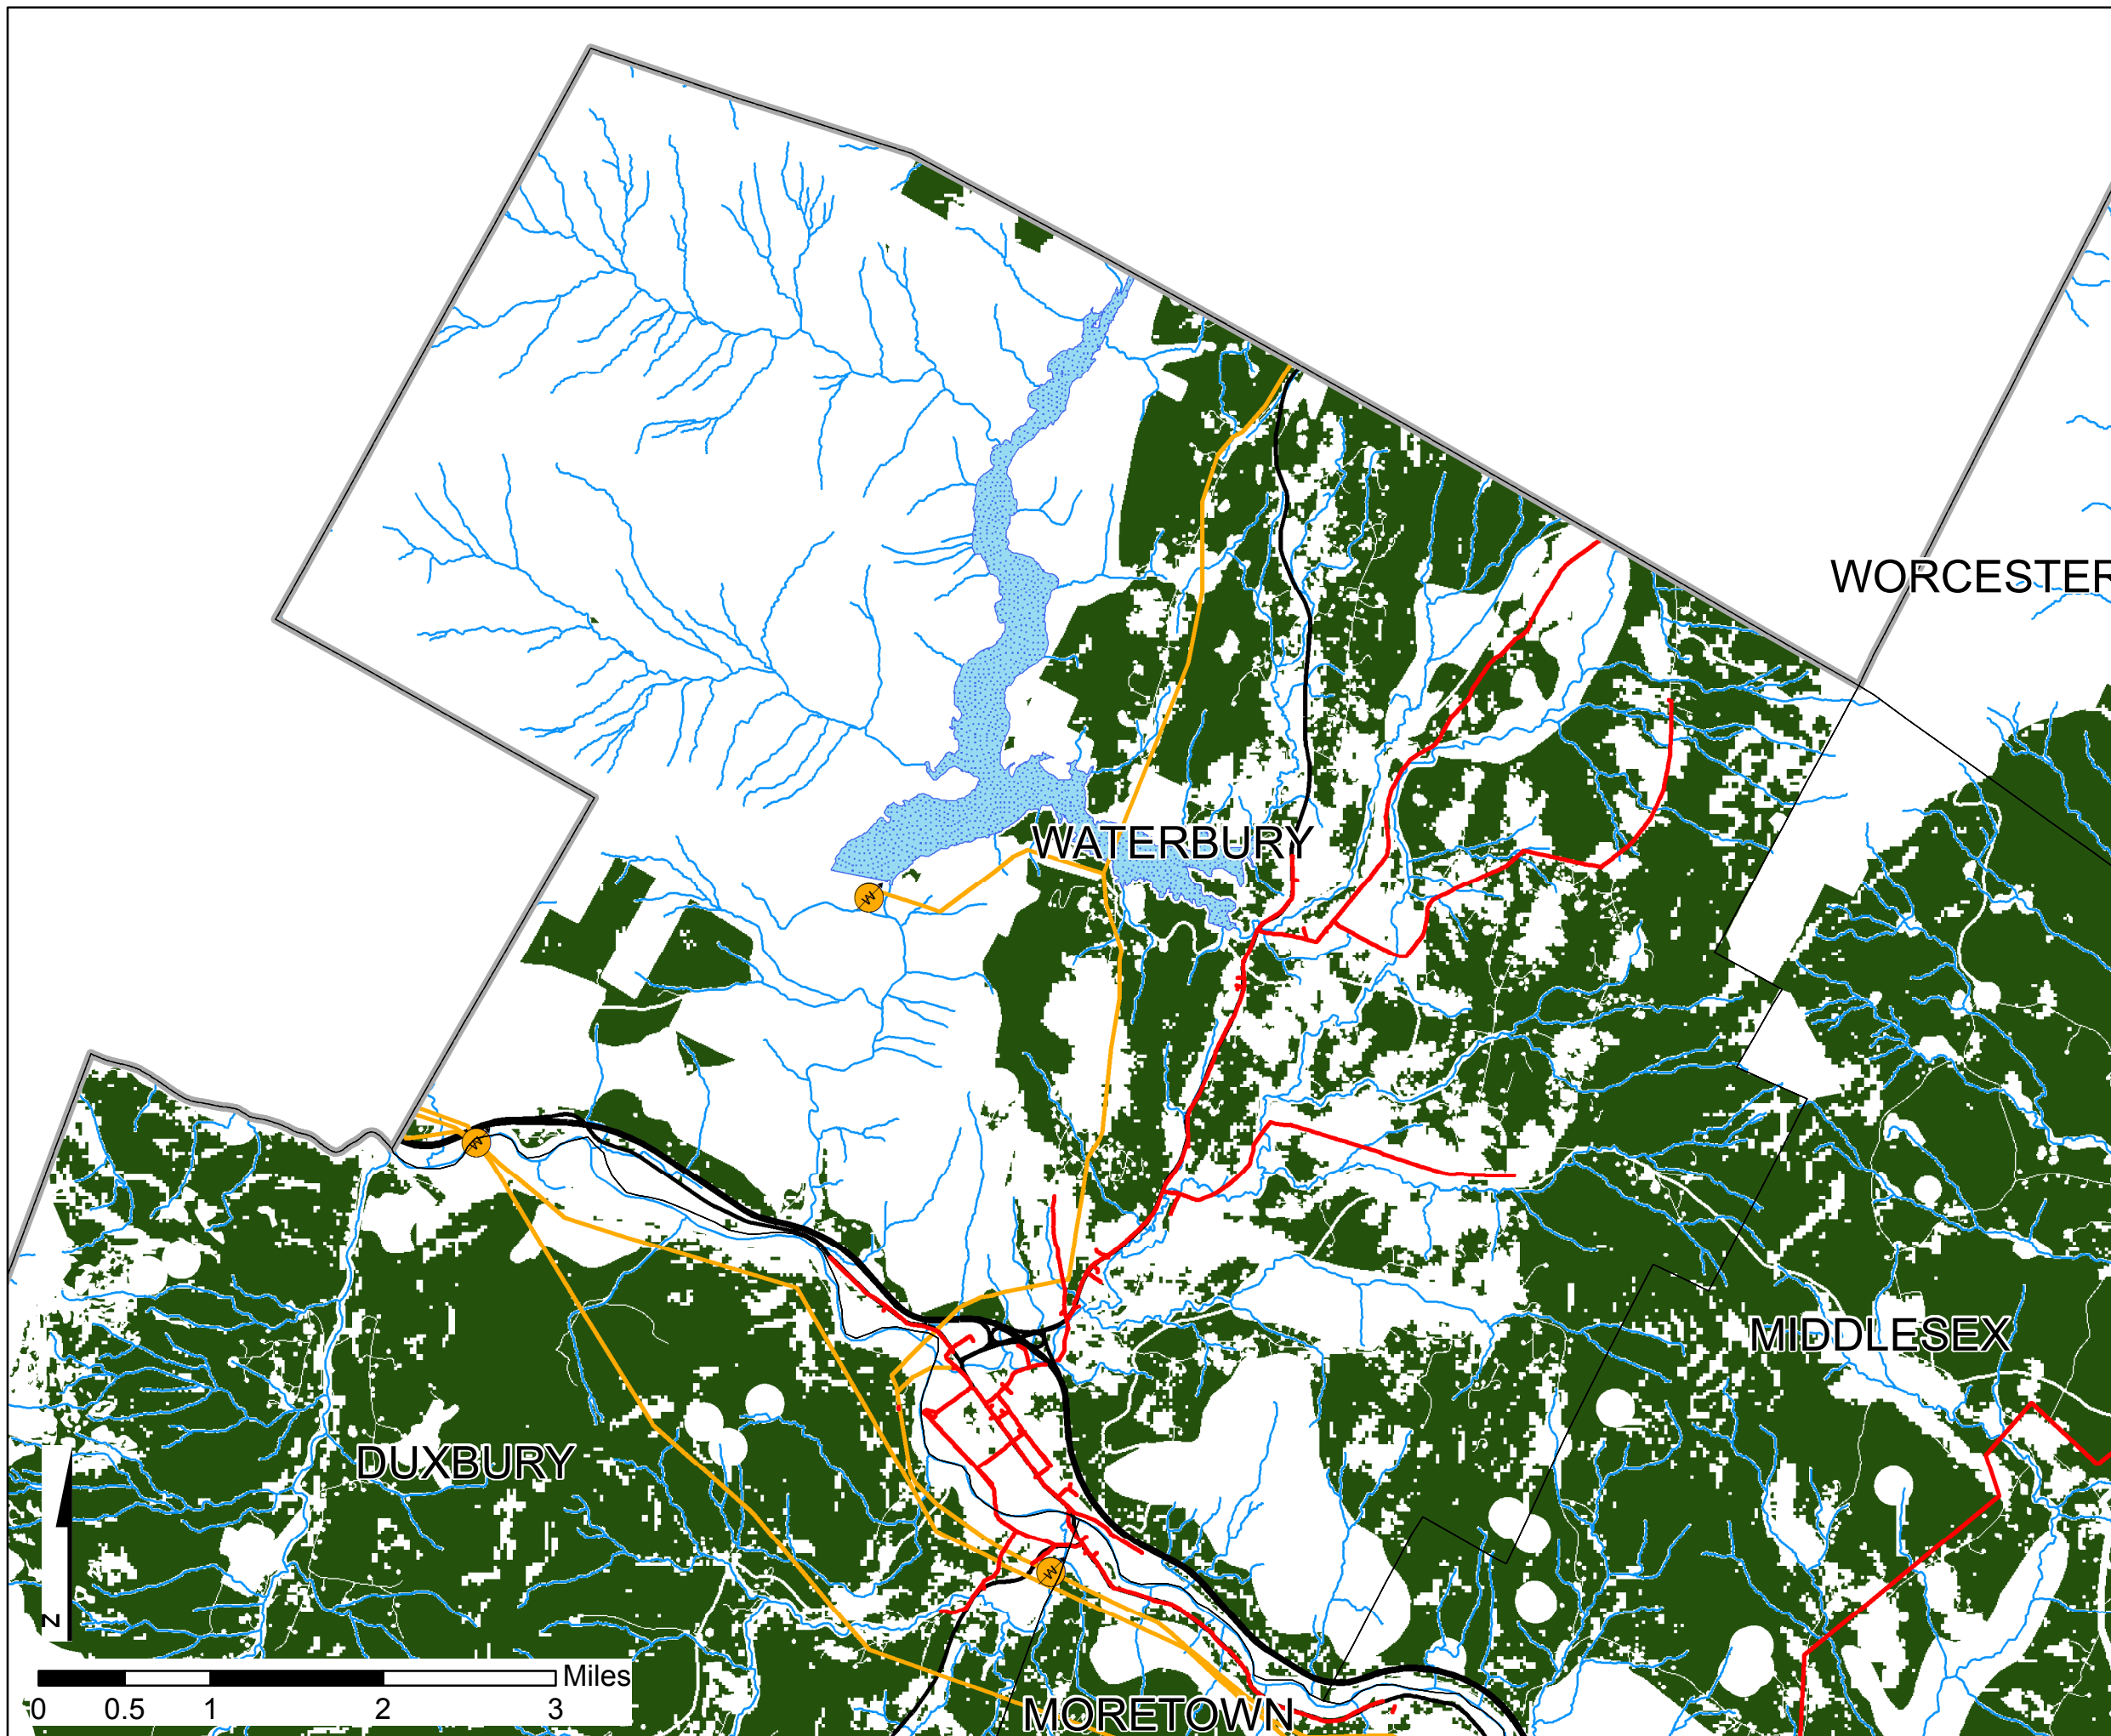 WORCESTER
WATERBURY
MIDDLESEX
DUXBURY
N
Miles
0 0.5 1 2 3
MORETOWN